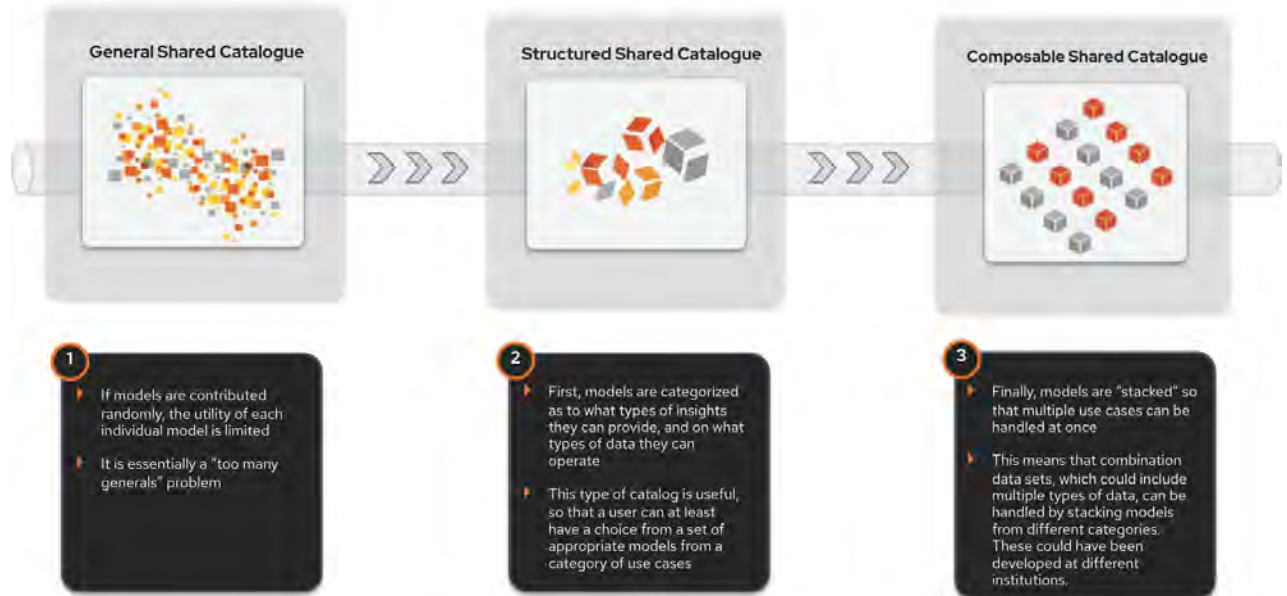 General Shared Catalogue
Structured Shared Catalogue
Composable Shared Catalogue
1
If models are contributed
randomly, the utility of each
individual model is limited
It is essentially a "too many
generals" problem
2
First, models are categorized
as to what types of insights
they can provide, and on what
types of data they can
operate
This type of catalog is useful,
so that a user can at least
have a choice from a set of
appropriate models from a
category of use cases
3
Finally, models are "stacked" so
that multiple use cases can be
handled at once
This means that combination
data sets, which could include
multiple types of data, can be
handled by stacking models
from different categories.
These could have been
developed at different
institutions.